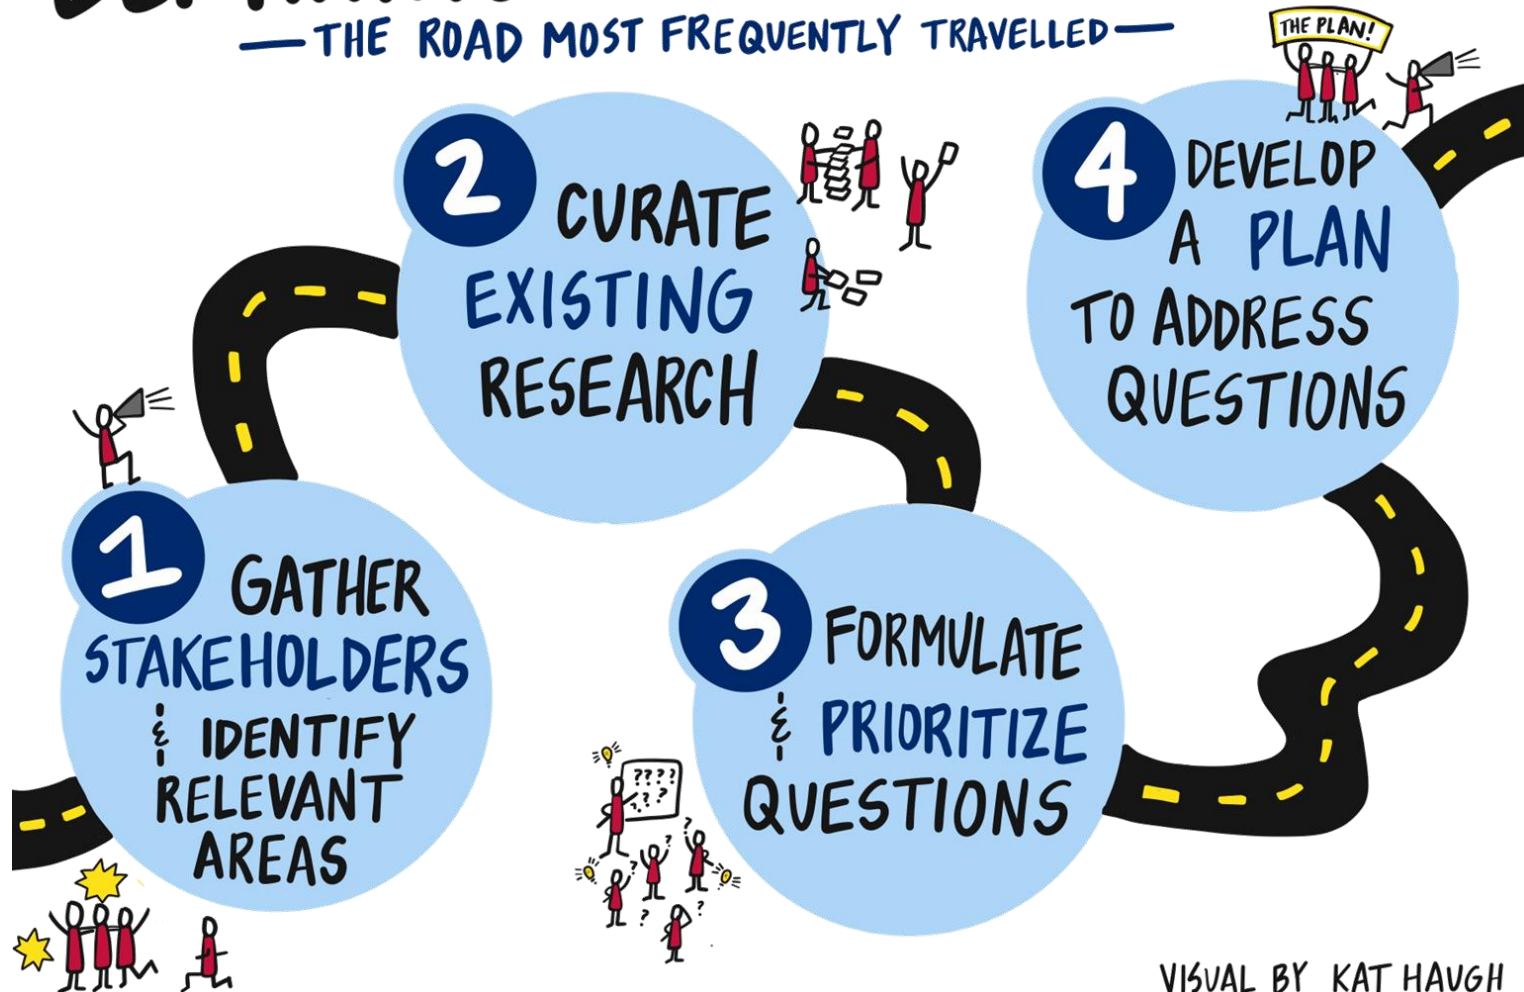 THE ROAD MOST FREQUENTLY TRAVELLED
THE PLAN!
1
GATHER
STAKEHOLDERS
& IDENTIFY
RELEVANT
AREAS
2
CURATE
EXISTING
RESEARCH
3
FORMULATE
& PRIORITIZE
QUESTIONS
????
???
?
?
?
?
?
4
DEVELOP
A PLAN
TO ADDRESS
QUESTIONS
VISUAL BY KAT HAUGH